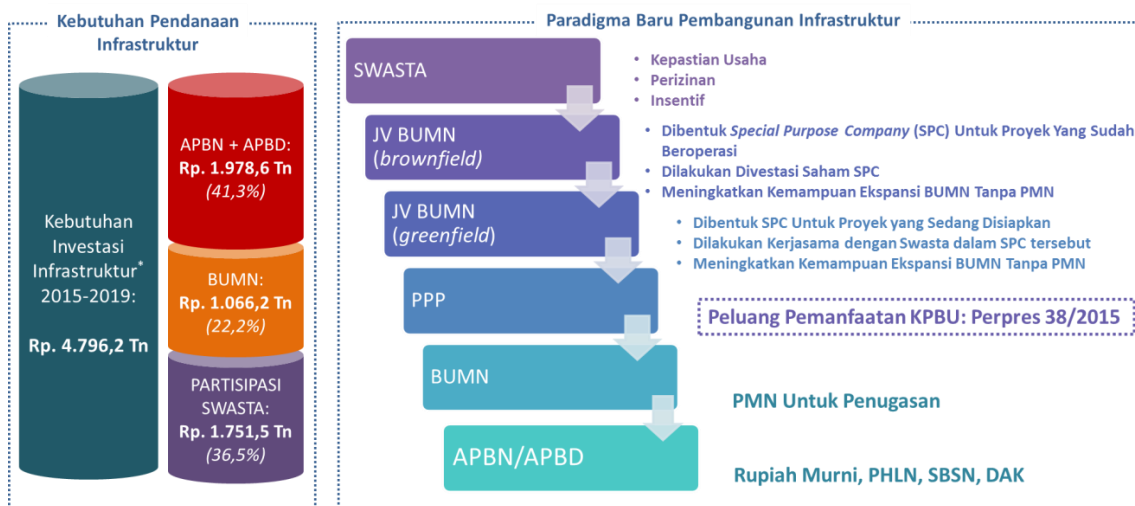 Kebutuhan Pendanaan
Infrastruktur
Kebutuhan
Investasi
Infrastruktur*
2015-2019:
Rp. 4.796,2 Tn
APBN + APBD:
Rp. 1.978,6 Tn
(41,3%)
BUMN:
Rp. 1.066,2 Tn
(22,2%)
PARTISIPASI
SWASTA:
Rp. 1.751,5 Tn
(36,5%)
Paradigma Baru Pembangunan Infrastruktur
SWASTA
• Kepastian Usaha
• Perizinan
• Insentif
JV BUMN
(brownfield)
• Dibentuk Special Purpose Company (SPC) Untuk Proyek Yang Sudah
Beroperasi
• Dilakukan Divestasi Saham SPC
• Meningkatkan Kemampuan Ekspansi BUMN Tanpa PMN
JV BUMN
(greenfield)
• Dibentuk SPC Untuk Proyek yang Sedang Disiapkan
• Dilakukan Kerjasama dengan Swasta dalam SPC tersebut
• Meningkatkan Kemampuan Ekspansi BUMN Tanpa PMN
PPP
Peluang Pemanfaatan KPBU: Perpres 38/2015
BUMN
PMN Untuk Penugasan
APBN/APBD
Rupiah Murni, PHLN, SBSN, DAK